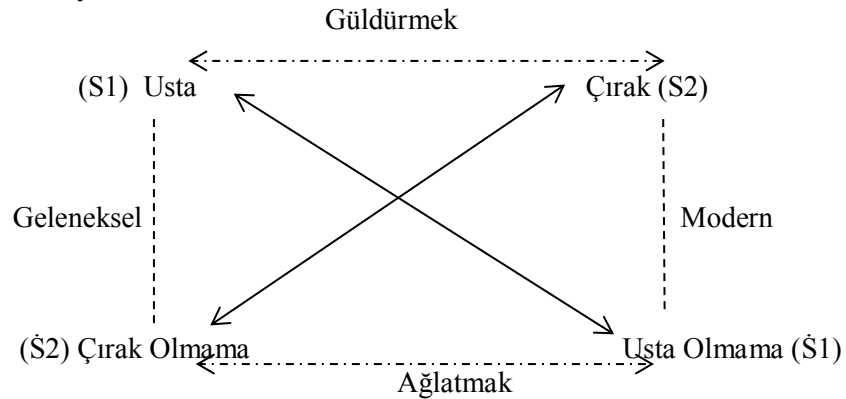 Güldürmek
(S1) Usta
Çırak (S2)
Geleneksel
Modern
(Ṡ2) Çırak Olmama
Usta Olmama (Ṡ1)
Ağlatmak